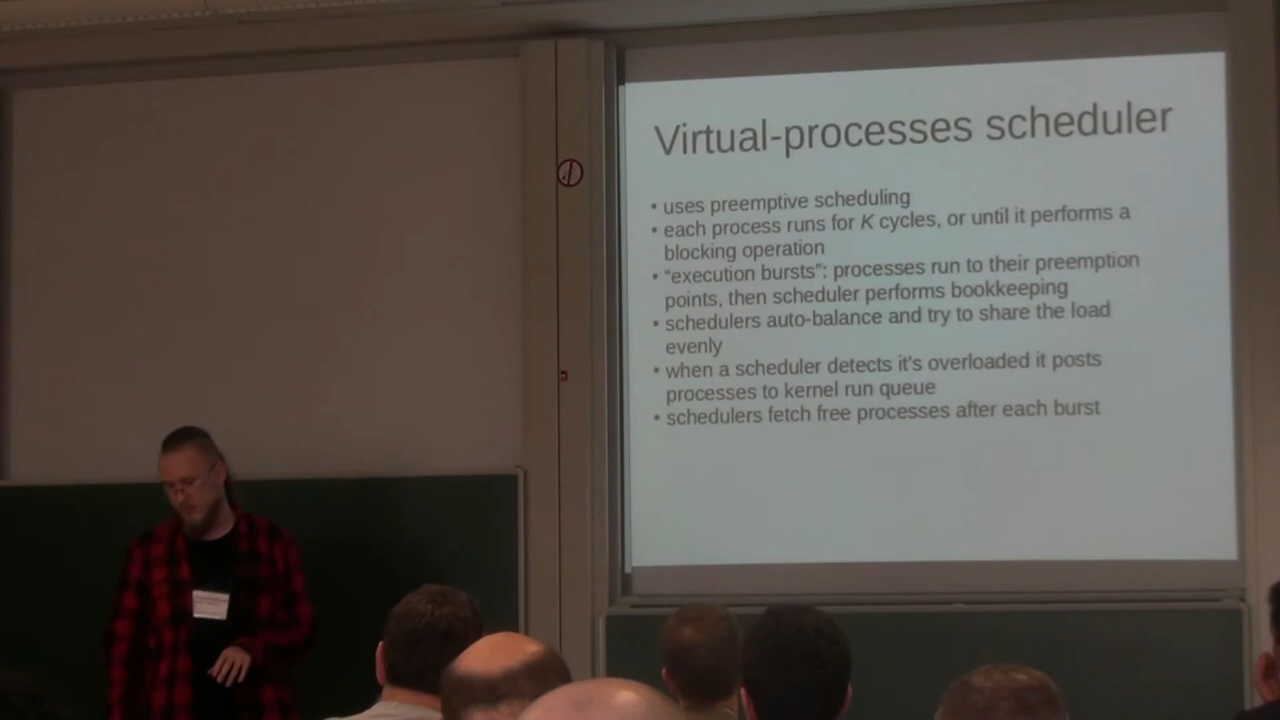 Virtual-processes scheduler
• uses preemptive scheduling
• each process runs for K cycles, or until it performs a
blocking operation
• “execution bursts”: processes run to their preemption
points, then scheduler performs bookkeeping
• schedulers auto-balance and try to share the load
evenly
• when a scheduler detects it's overloaded it posts
processes to kernel run queue
• schedulers fetch free processes after each burst